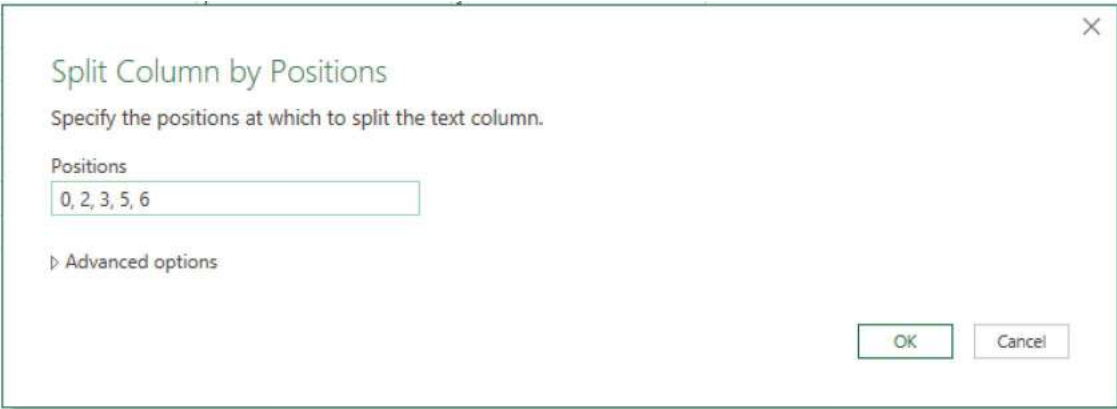 Split Column by Positions
Specify the positions at which to split the text column.
Positions
0, 2, 3, 5, 6
Advanced options
OK Cancel